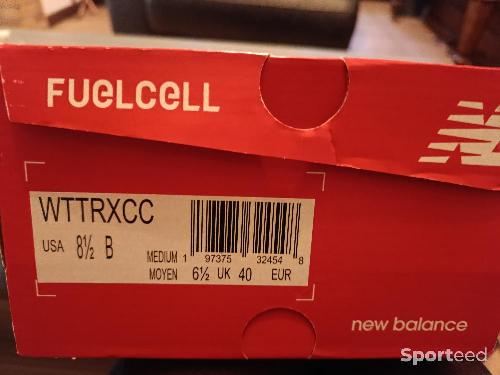 FUELCELL
N
WTTRXCC
USA 8½ B
MEDIUM 1 97375 32454 8
MOYEN 6½ UK 40 EUR
new balance
Sporteed